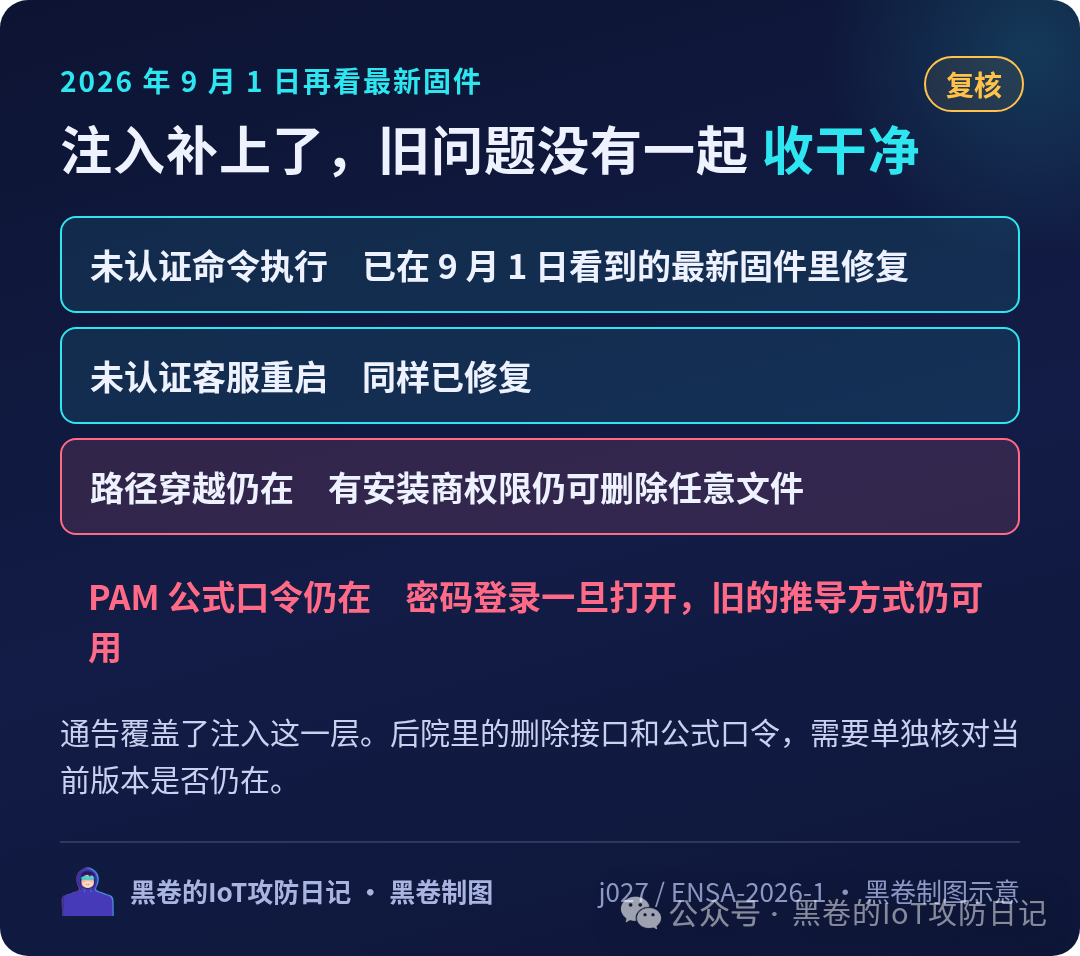 2026 年 9 月 1 日再看最新固件
复核
注入补上了，旧问题没有一起 收干净
未认证命令执行 已在 9 月 1 日看到的最新固件里修复
未认证客服重启 同样已修复
路径穿越仍在 有安装商权限仍可删除任意文件
PAM 公式口令仍在 密码登录一旦打开，旧的推导方式仍可
用
通告覆盖了注入这一层。后院里的删除接口和公式口令，需要单独核对当
前版本是否仍在。
黑卷的IoT攻防日记 · 黑卷制图
j027 / ENSA-2026-1 · 黑卷制图示意
公众号 · 黑卷的IoT攻防日记